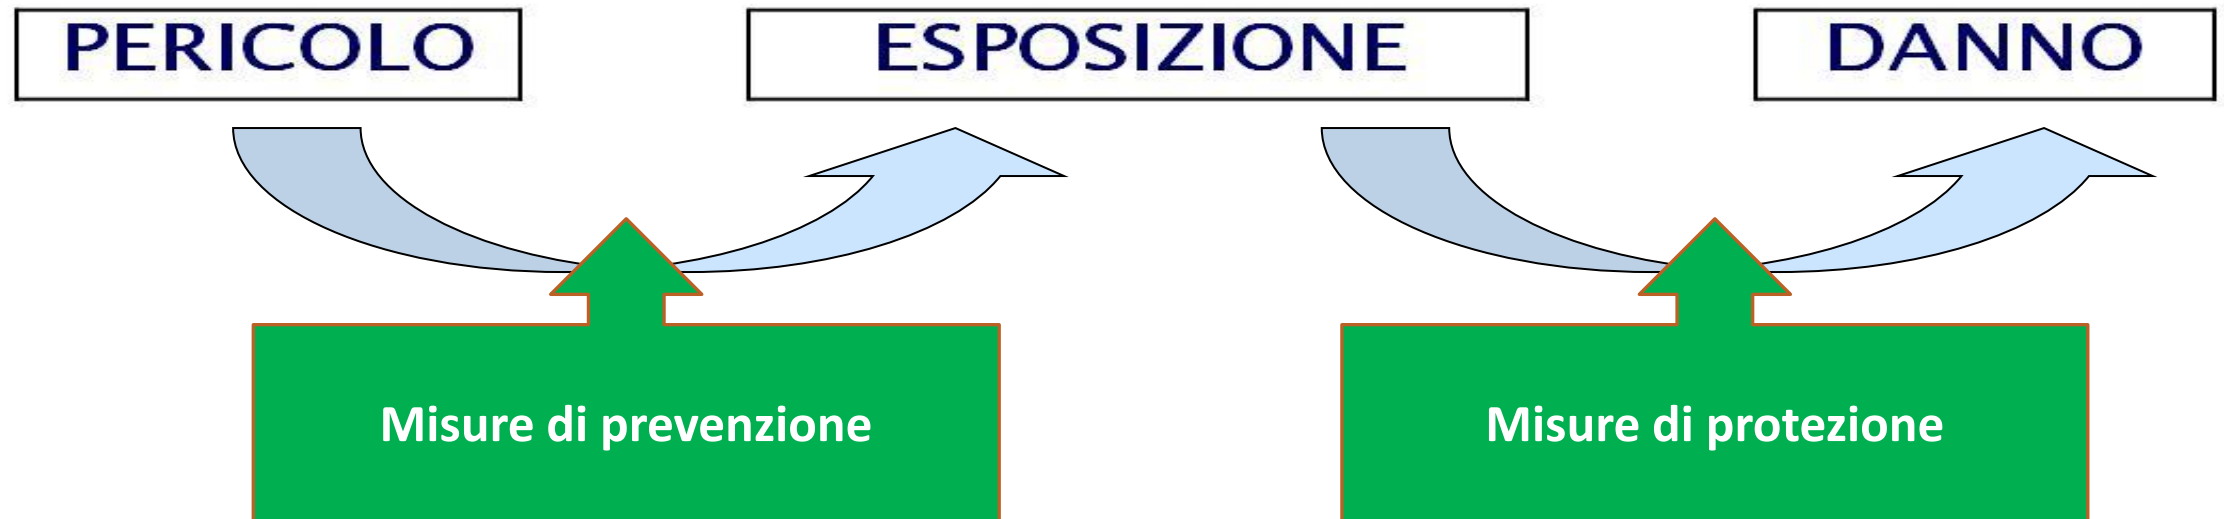 PERICOLO
ESPOSIZIONE
DANNO
Misure di prevenzione
Misure di protezione